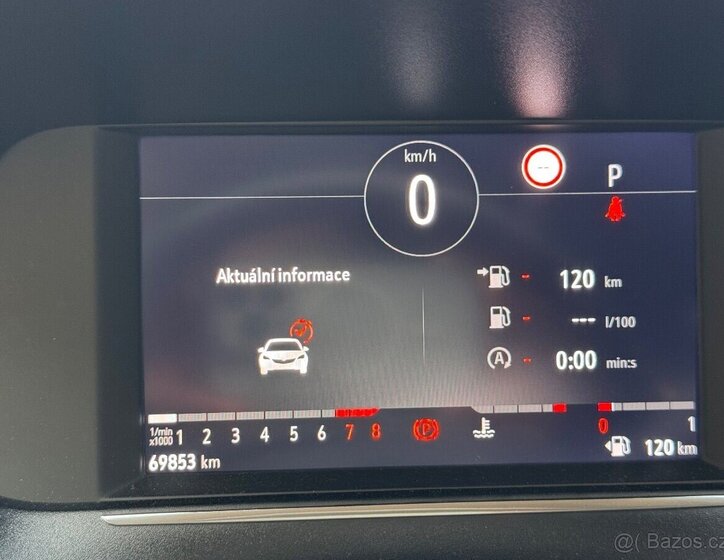 km/h
0
--
P
Aktuální informace
120 km
--- l/100
A
0:00 min:s
1/min
x1000 1 2 3 4 5 6 7 8
(P)
0 1
69853 km
120 km
@( Bazos.cz